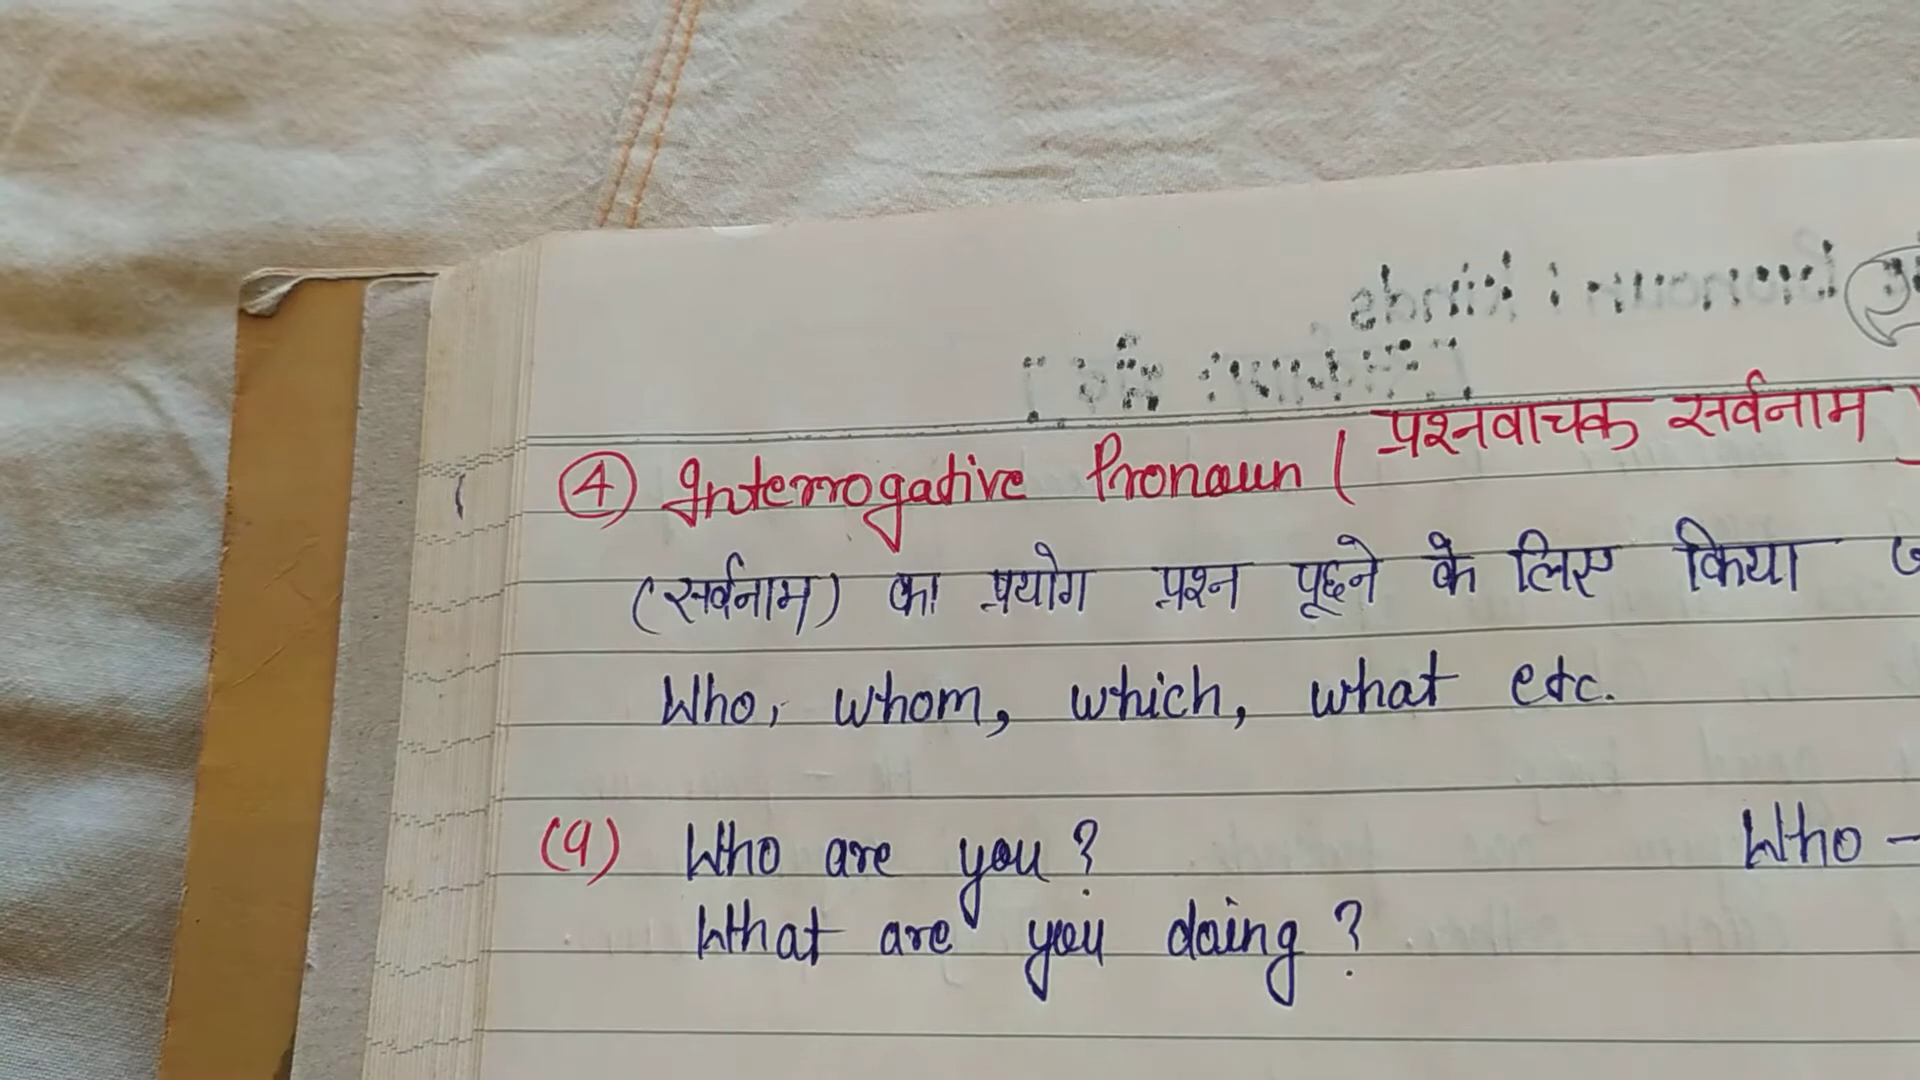 ④ Interrogative Pronoun ( प्रश्नवाचक सर्वनाम )
(सर्वनाम) का प्रयोग प्रश्न पूछने के लिए किया
Who, whom, which, what etc.
(a) Who are you ? Who -
What are you doing ?